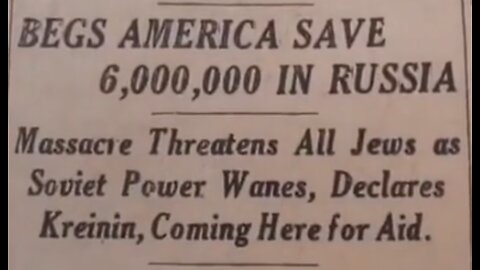 BEGS AMERICA SAVE
6,000,000 IN RUSSIA
Massacre Threatens All Jews as
Soviet Power Wanes, Declares
Kreinin, Coming Here for Aid.